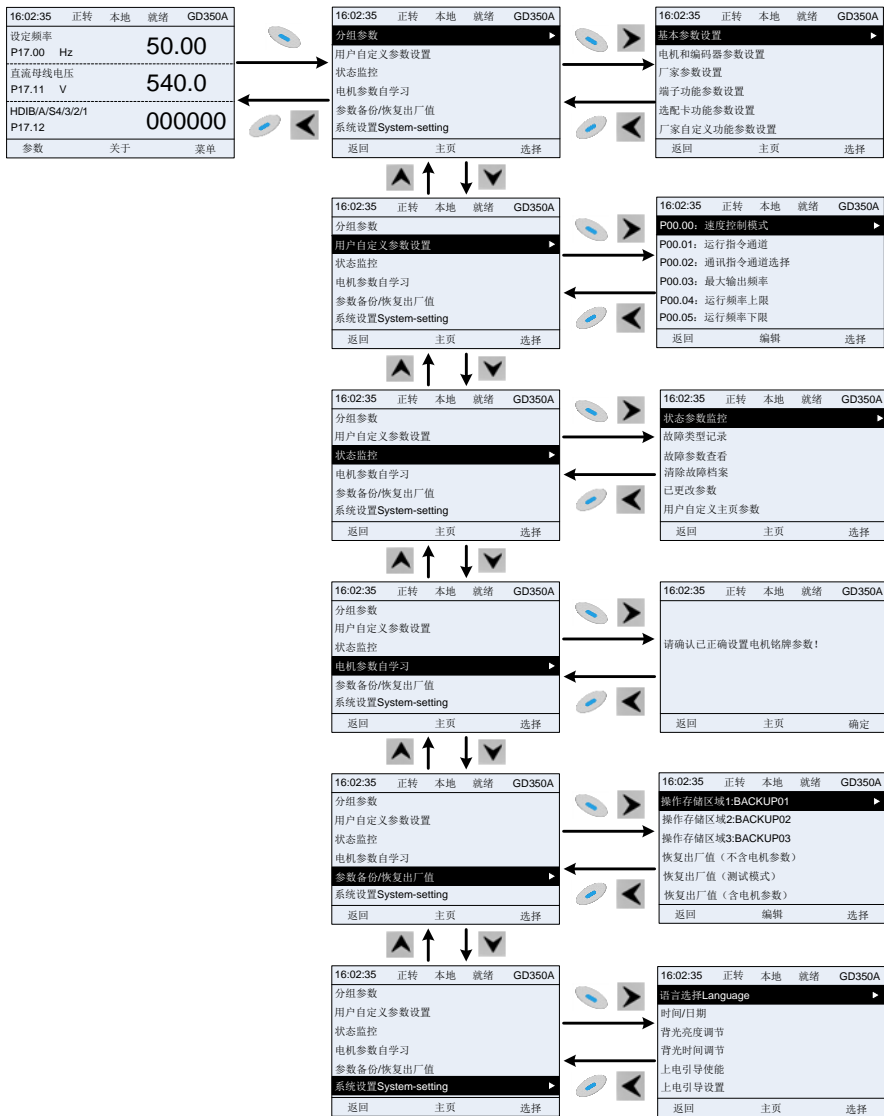 16:02:35 正转 本地 就绪 GD350A
设定频率
P17.00 Hz 50.00
直流母线电压
P17.11 V 540.0
HDIB/A/S4/3/2/1
P17.12 000000
参数 关于 菜单
16:02:35 正转 本地 就绪 GD350A
分组参数
用户自定义参数设置
状态监控
电机参数自学习
参数备份/恢复出厂值
系统设置System-setting
返回 主页 选择
16:02:35 正转 本地 就绪 GD350A
基本参数设置
电机和编码器参数设置
厂家参数设置
端子功能参数设置
选配卡功能参数设置
厂家自定义功能参数设置
返回 主页 选择
16:02:35 正转 本地 就绪 GD350A
分组参数
用户自定义参数设置
状态监控
电机参数自学习
参数备份/恢复出厂值
系统设置System-setting
返回 主页 选择
16:02:35 正转 本地 就绪 GD350A
P00.00：速度控制模式
P00.01：运行指令通道
P00.02：通讯指令通道选择
P00.03：最大输出频率
P00.04：运行频率上限
P00.05：运行频率下限
返回 编辑 选择
16:02:35 正转 本地 就绪 GD350A
分组参数
用户自定义参数设置
状态监控
电机参数自学习
参数备份/恢复出厂值
系统设置System-setting
返回 主页 选择
16:02:35 正转 本地 就绪 GD350A
状态参数监控
故障类型记录
故障参数查看
清除故障档案
已更改参数
用户自定义主页参数
返回 主页 选择
16:02:35 正转 本地 就绪 GD350A
分组参数
用户自定义参数设置
状态监控
电机参数自学习
参数备份/恢复出厂值
系统设置System-setting
返回 主页 选择
16:02:35 正转 本地 就绪 GD350A
请确认已正确设置电机铭牌参数！
返回 主页 确定
16:02:35 正转 本地 就绪 GD350A
分组参数
用户自定义参数设置
状态监控
电机参数自学习
参数备份/恢复出厂值
系统设置System-setting
返回 主页 选择
16:02:35 正转 本地 就绪 GD350A
操作存储区域1:BACKUP01
操作存储区域2:BACKUP02
操作存储区域3:BACKUP03
恢复出厂值（不含电机参数）
恢复出厂值（测试模式）
恢复出厂值（含电机参数）
返回 编辑 选择
16:02:35 正转 本地 就绪 GD350A
分组参数
用户自定义参数设置
状态监控
电机参数自学习
参数备份/恢复出厂值
系统设置System-setting
返回 主页 选择
16:02:35 正转 本地 就绪 GD350A
语言选择Language
时间/日期
背光亮度调节
背光时间调节
上电引导使能
上电引导设置
返回 主页 选择